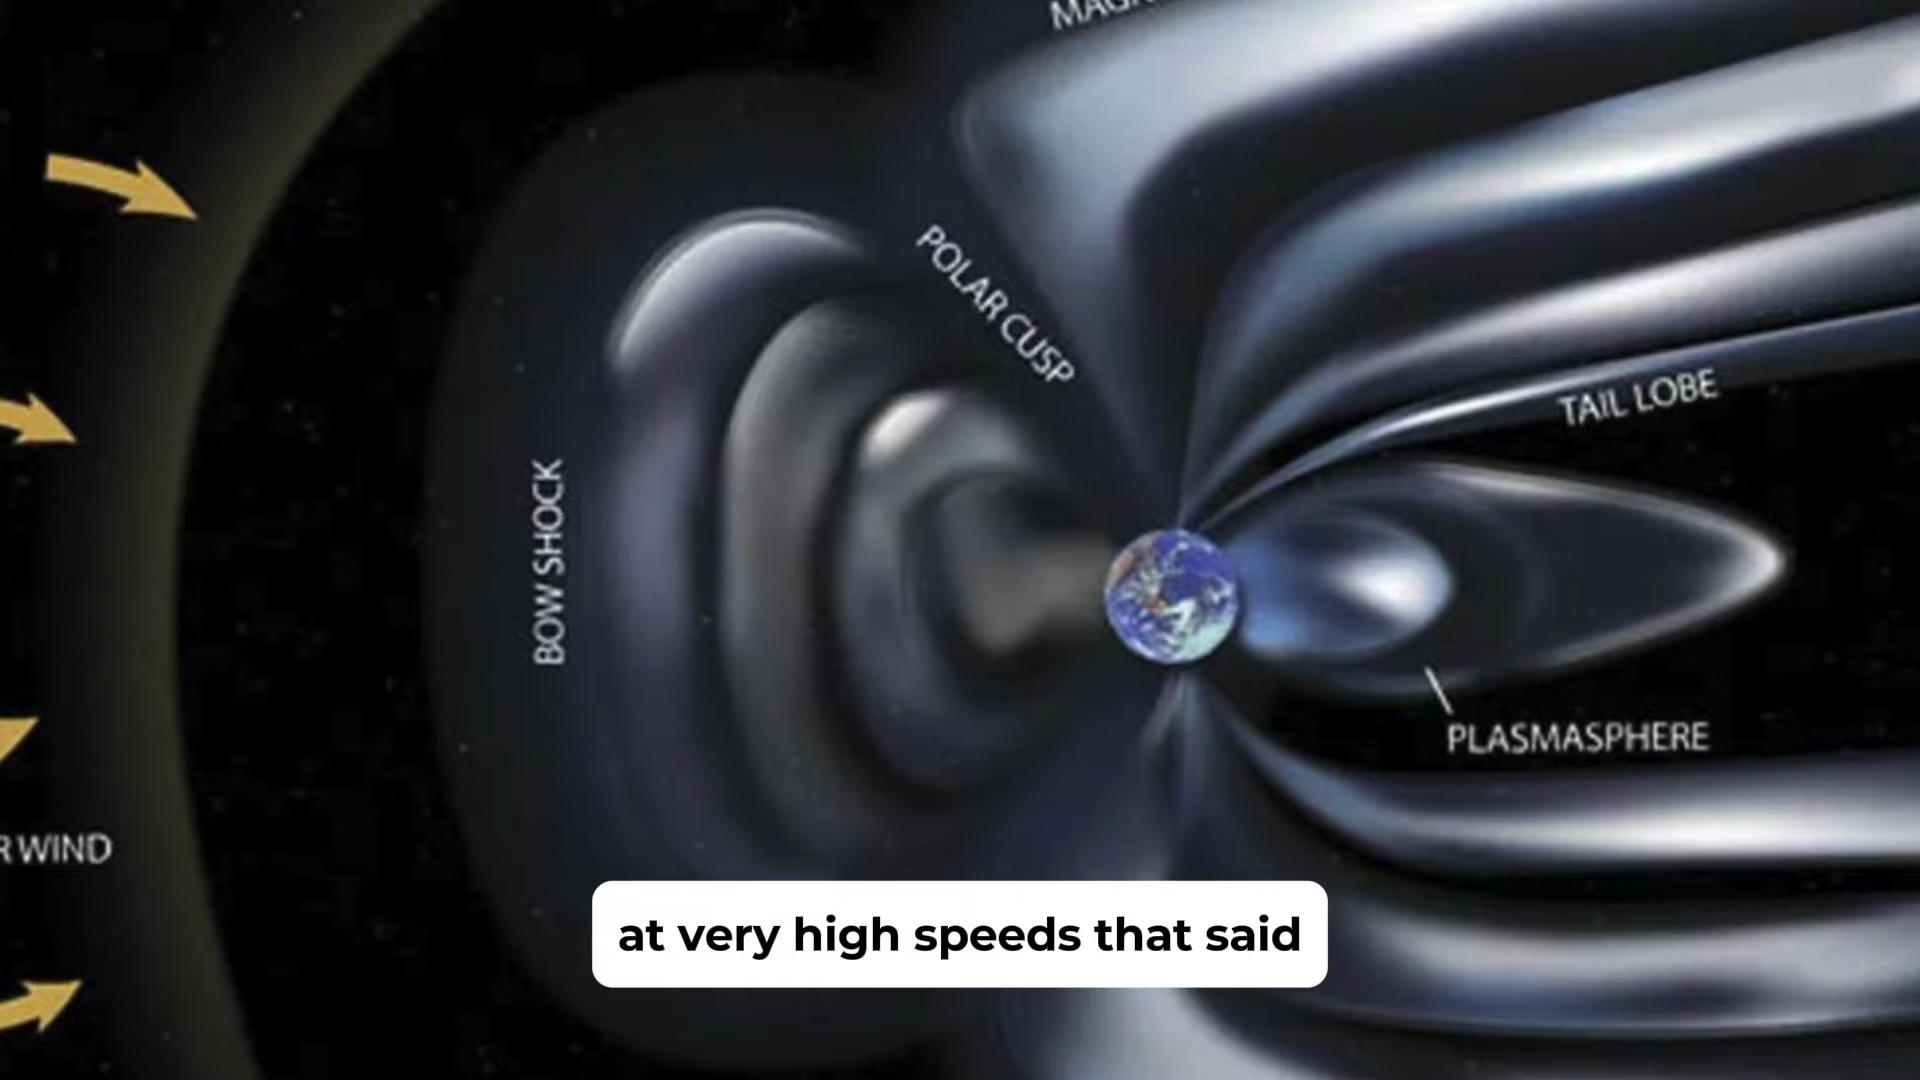 POLAR CUSP
TAIL LOBE
BOW SHOCK
PLASMASPHERE
WIND
at very high speeds that said